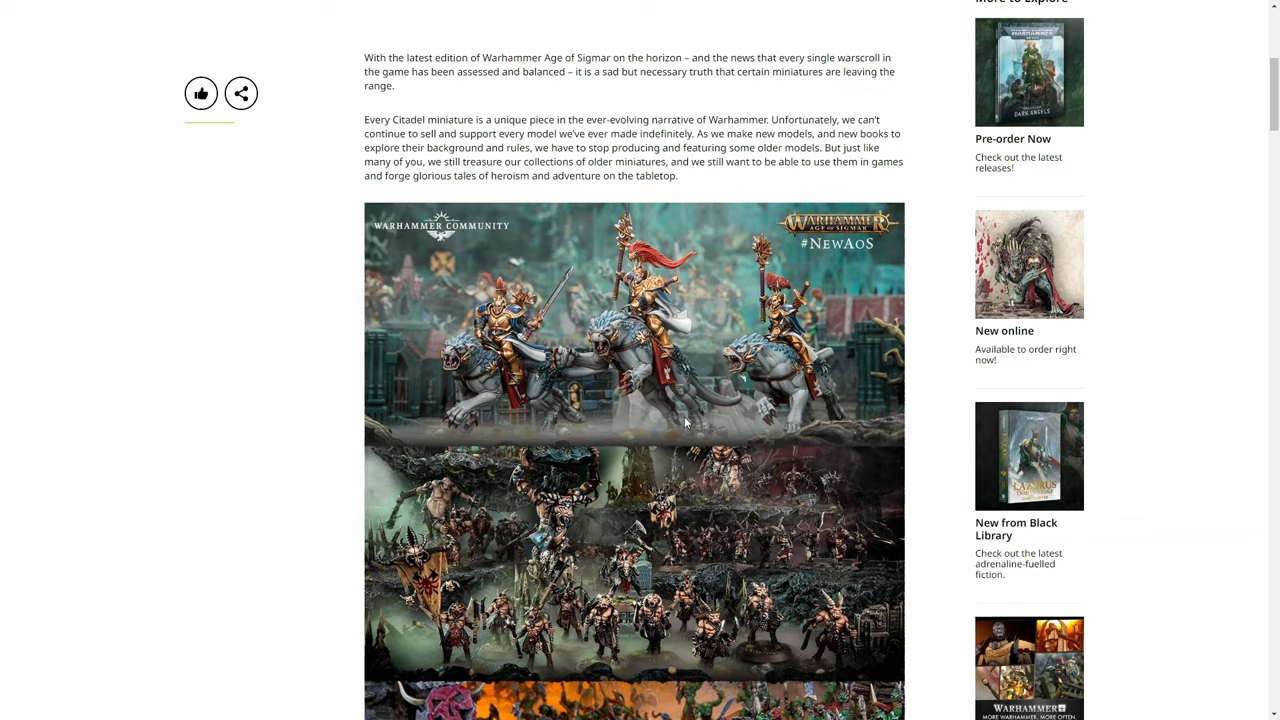 More to Explore
With the latest edition of Warhammer Age of Sigmar on the horizon – and the news that every single warscroll in
the game has been assessed and balanced – it is a sad but necessary truth that certain miniatures are leaving the
range.
Every Citadel miniature is a unique piece in the ever-evolving narrative of Warhammer. Unfortunately, we can't
continue to sell and support every model we've ever made indefinitely. As we make new models, and new books to
explore their background and rules, we have to stop producing and featuring some older models. But just like
many of you, we still treasure our collections of older miniatures, and we still want to be able to use them in games
and forge glorious tales of heroism and adventure on the tabletop.
WARHAMMER COMMUNITY
WARHAMMER
AGE OF SIGMAR
#NEWAOS
WARHAMMER
DARK ANGELS
Pre-order Now
Check out the latest
releases!
New online
Available to order right
now!
LAZARUS
New from Black
Library
Check out the latest
adrenaline-fuelled
fiction.
WARHAMMER+
MORE WARHAMMER. MORE OFTEN.